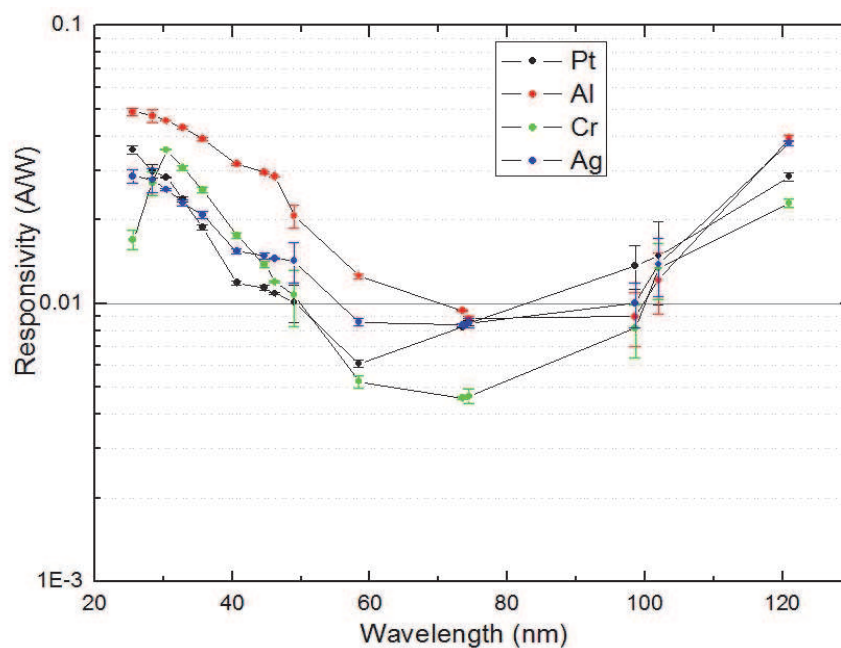 0.1
Pt
Al
Cr
Ag
Responsivity (A/W)
0.01
1E-3
20 40 60 80 100 120
Wavelength (nm)